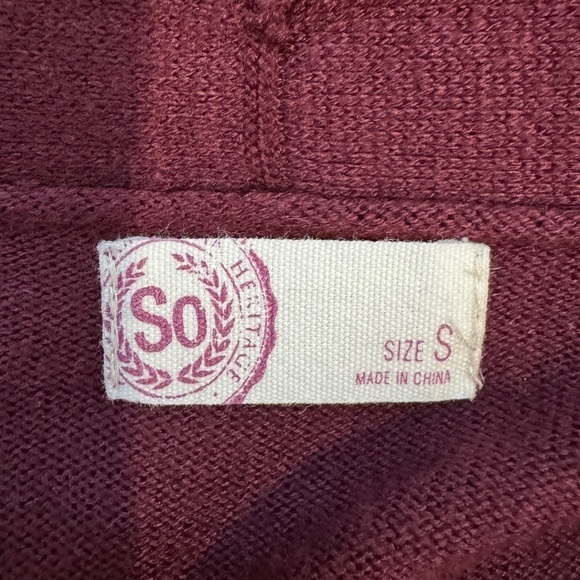 So
HERITAGE
SIZE S
MADE IN CHINA